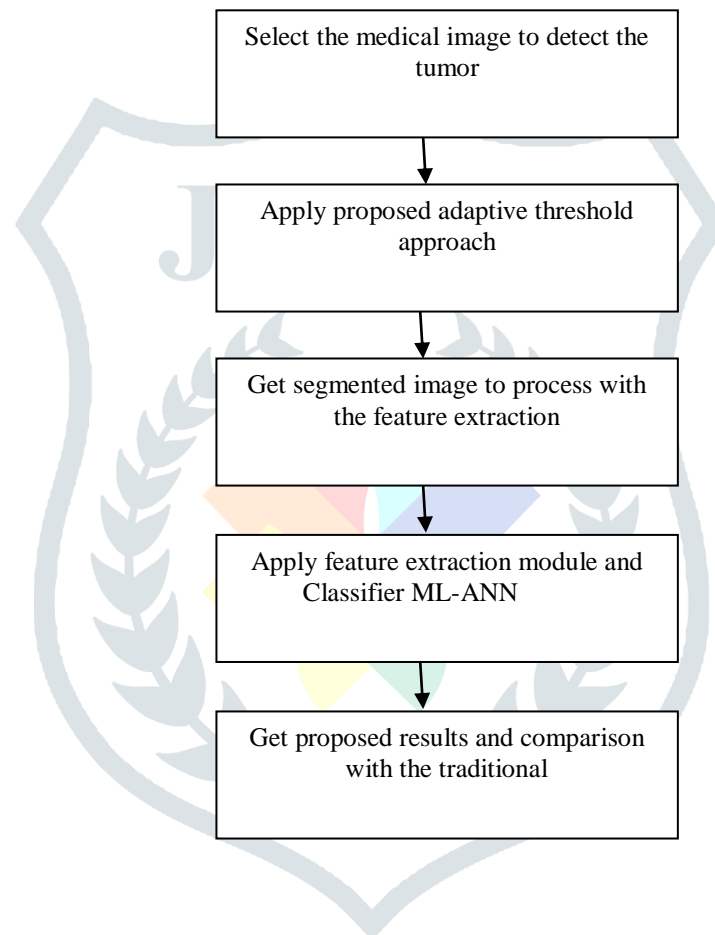 Select the medical image to detect the
tumor
J
Apply proposed adaptive threshold
approach
Get segmented image to process with
the feature extraction
Apply feature extraction module and
Classifier ML-ANN
Get proposed results and comparison
with the traditional